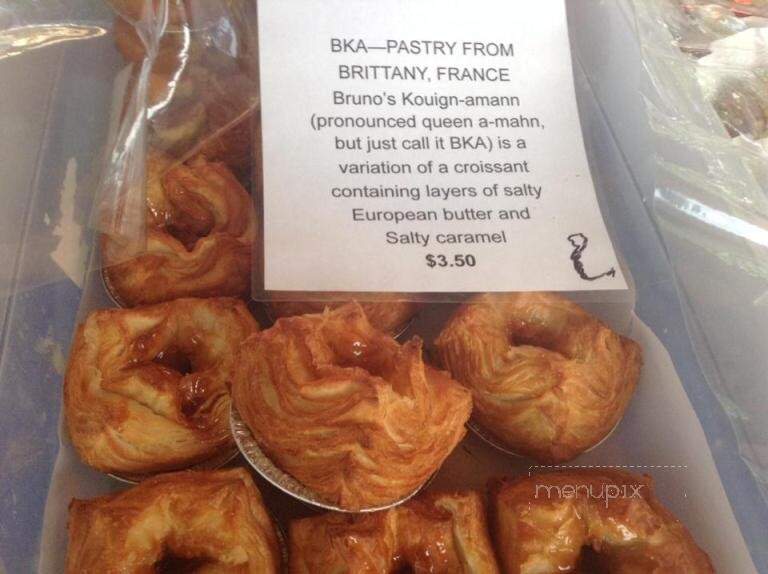 BKA—PASTRY FROM
BRITTANY, FRANCE
Bruno's Kouign-amann
(pronounced queen a-mahn,
but just call it BKA) is a
variation of a croissant
containing layers of salty
European butter and
Salty caramel
$3.50
menupix